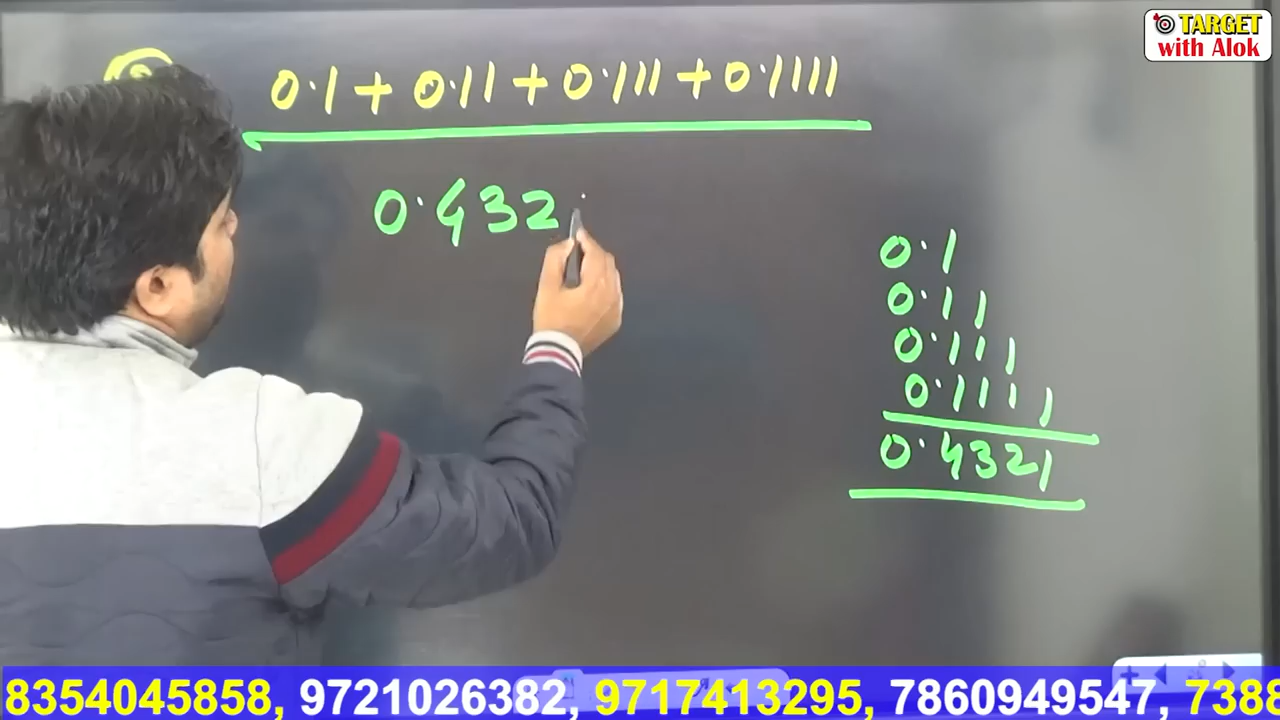 TARGET
with Alok
0.1 + 0.11 + 0.111 + 0.1111
0.432
0.1
0.11
0.111
0.1111
0.4321
8354045858, 9721026382, 9717413295, 7860949547, 7388